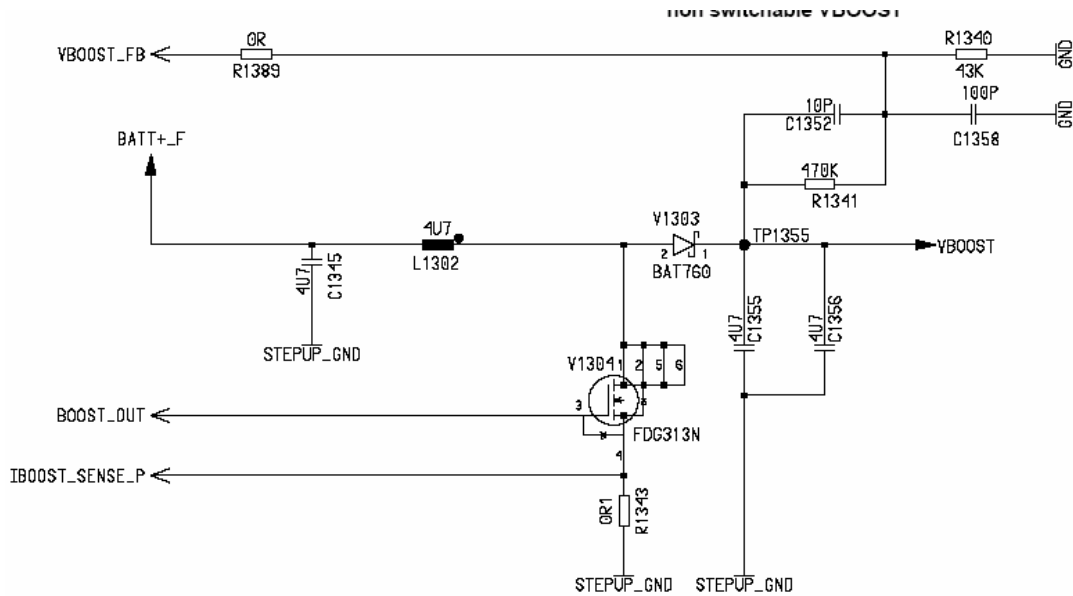 non switchable VBOOST
VBOOST_FB
0R
R1389
R1340
43K
GND
10P
C1352
100P
C1358
GND
BATT+_F
470K
R1341
4U7
L1302
V1303
2
1
BAT760
TP1355
VBOOST
4U7
C1345
STEPUP_GND
4U7
C1355
4U7
C1356
V1304
1
2
5
6
3
FDG313N
4
BOOST_OUT
IBOOST_SENSE_P
0R1
R1343
STEPUP_GND
STEPUP_GND